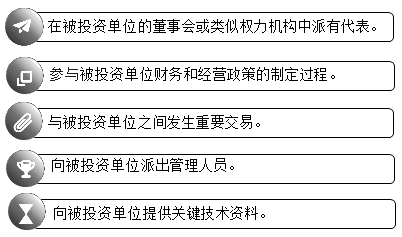 在被投资单位的董事会或类似权力机构中派有代表。
参与被投资单位财务和经营政策的制定过程。
与被投资单位之间发生重要交易。
向被投资单位派出管理人员。
向被投资单位提供关键技术资料。